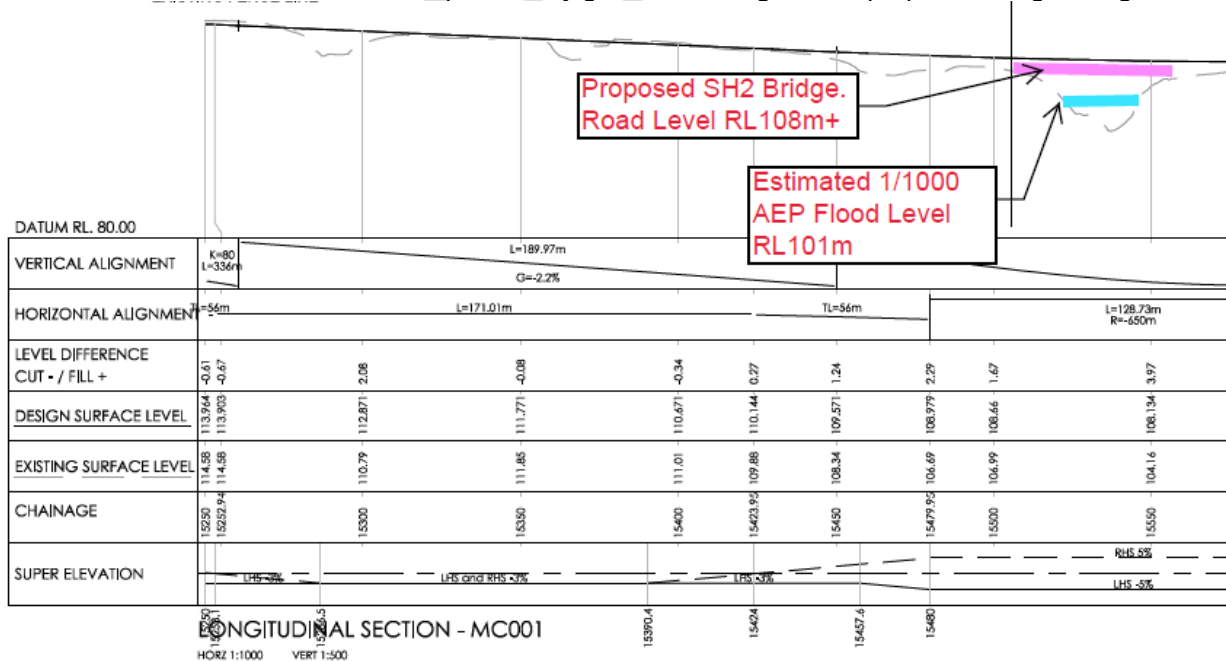 Proposed SH2 Bridge.
Road Level RL108m+
Estimated 1/1000
AEP Flood Level
RL101m
DATUM RL. 80.00
VERTICAL ALIGNMENT
K=80
L=336m
L=189.97m
G=-2.2%
HORIZONTAL ALIGNMENT
TL=56m
L=171.01m
TL=56m
L=128.73m
R=-650m
LEVEL DIFFERENCE
CUT - / FILL +
-0.61
-0.67
2.08
-0.08
-0.34
0.27
1.24
2.29
1.67
3.97
DESIGN SURFACE LEVEL
113.964
113.903
112.871
111.771
110.671
110.144
109.571
108.979
108.66
108.134
EXISTING SURFACE LEVEL
114.58
114.58
110.79
111.85
111.01
109.88
108.34
106.69
106.99
104.16
CHAINAGE
15250
15252.94
15300
15350
15400
15423.95
15450
15479.95
15500
15550
SUPER ELEVATION
LHS -3%
LHS and RHS -3%
LHS -3%
RHS 5%
LHS -5%
15250
15390.4
15424
15457.6
15480
LONGITUDINAL SECTION - MC001
HORZ 1:1000 VERT 1:500